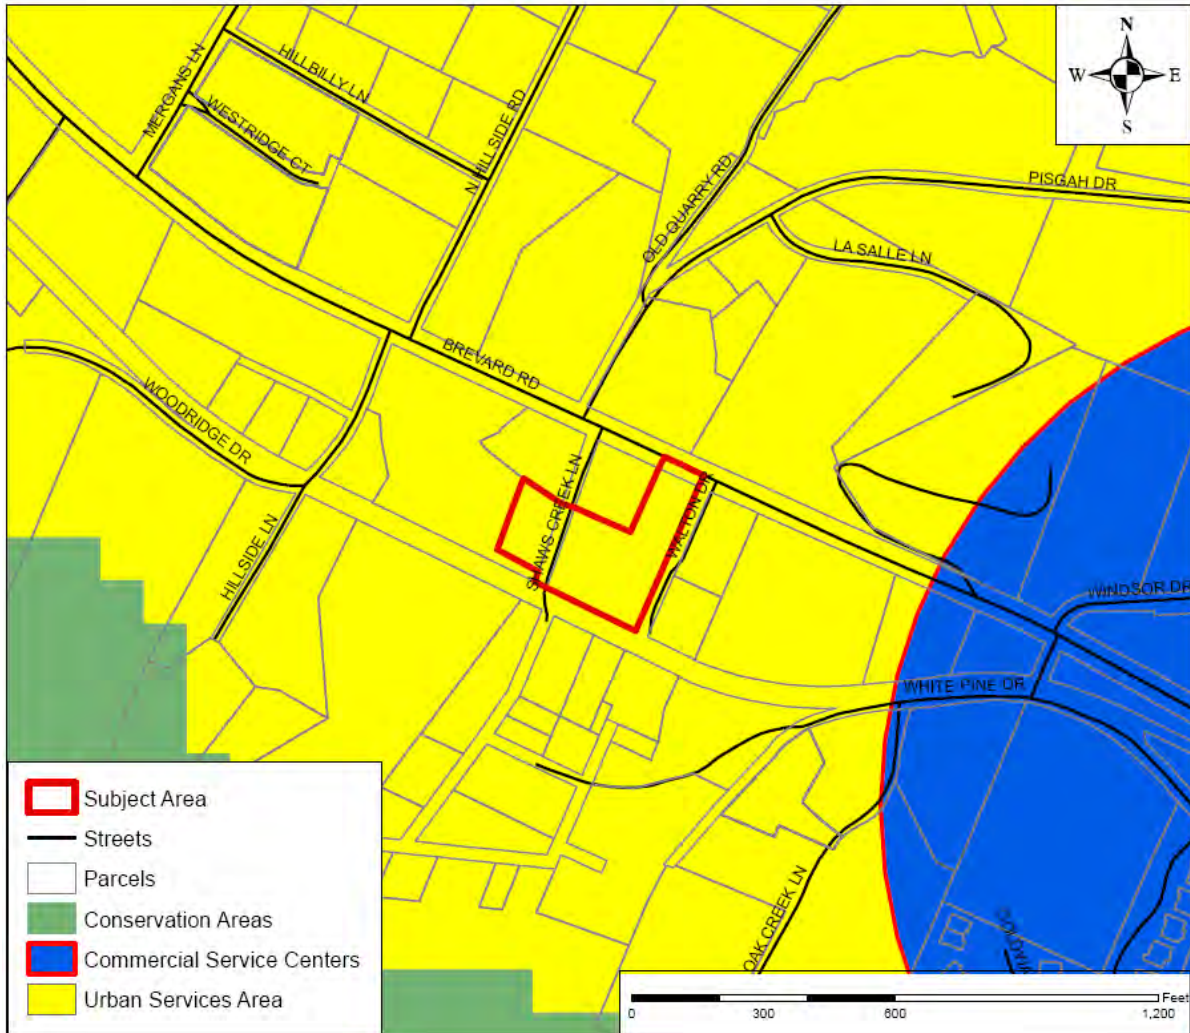 N
W E
S
MERGANS LN
HILLBILLY LN
WESTRIDGE CT
N HILLSIDE RD
OLD QUARRY RD
PISGAH DR
LA SALLE LN
BREVARD RD
WOODRIDGE DR
SHAWS CREEK LN
WALTON DR
HILLSIDE LN
WINDSOR DR
WHITE PINE DR
OAK CREEK LN
Subject Area
Streets
Parcels
Conservation Areas
Commercial Service Centers
Urban Services Area
Feet
0 300 600 1,200